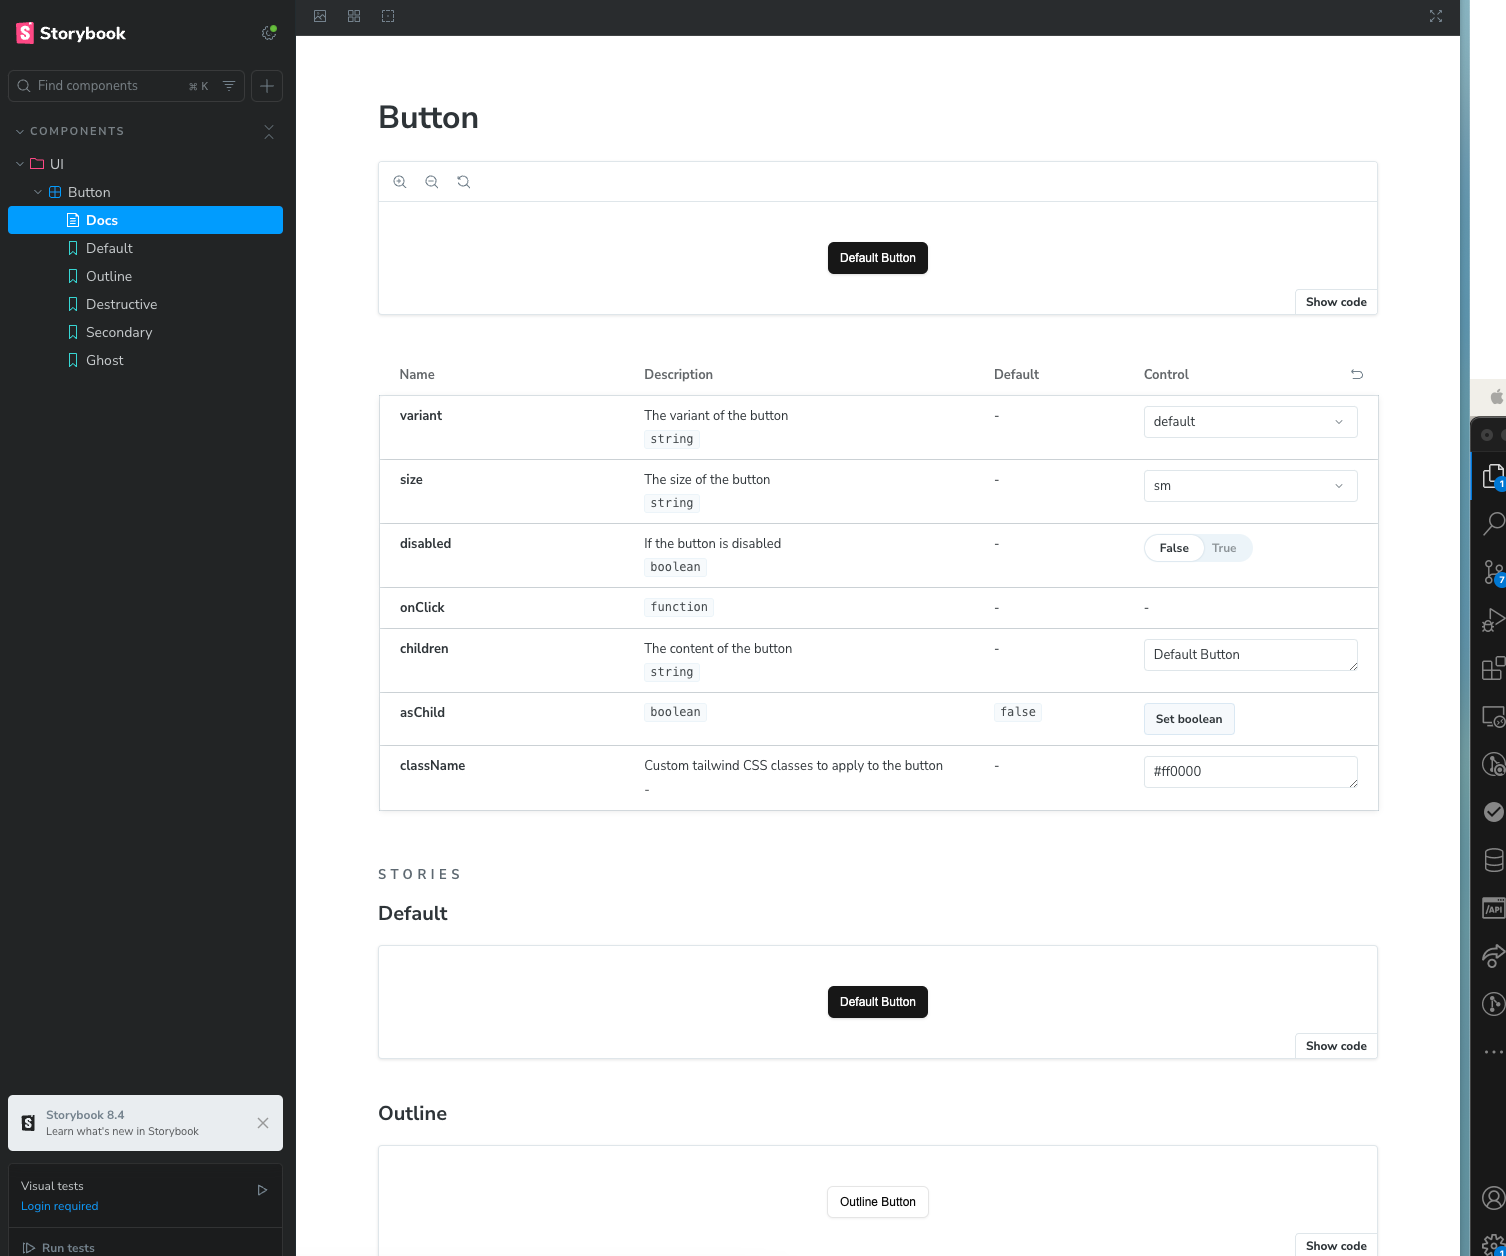 Storybook
Find components
⌘ K
COMPONENTS
UI
Button
Docs
Default
Outline
Destructive
Secondary
Ghost
Storybook 8.4
Learn what's new in Storybook
Visual tests
Login required
Run tests
Button
Default Button
Show code
Name Description Default Control
variant The variant of the button - default
string
size The size of the button - sm
string
disabled If the button is disabled - False True
boolean
onClick function - -
children The content of the button - Default Button
string
asChild boolean false Set boolean
className Custom tailwind CSS classes to apply to the button - #ff0000
-
STORIES
Default
Default Button
Show code
Outline
Outline Button
Show code
1
7
/API
1